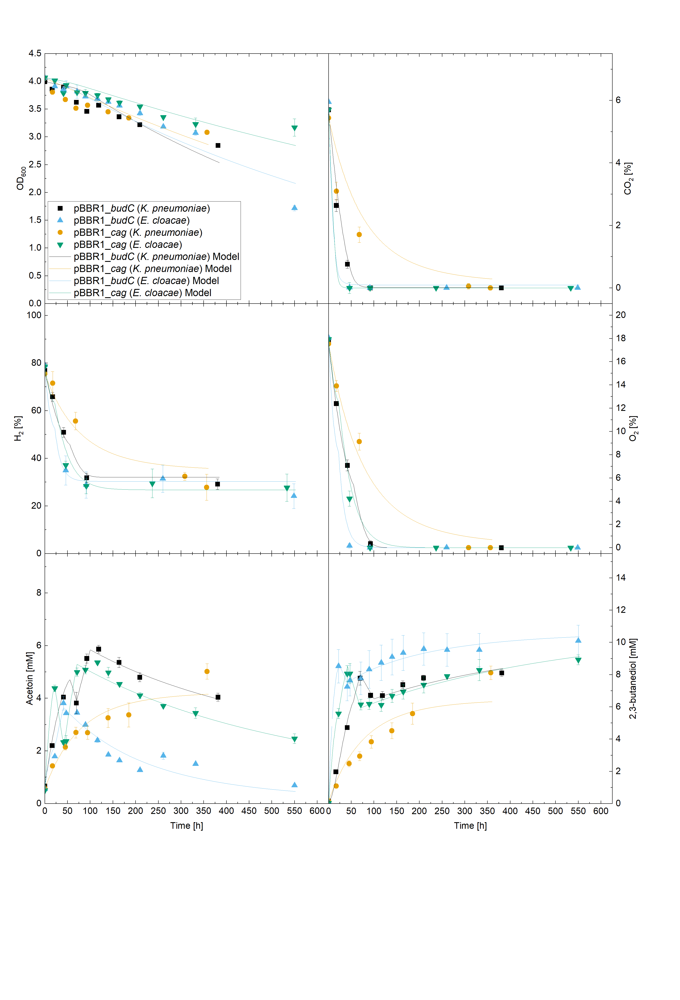 4.5
4.0
3.5
3.0
2.5
2.0
1.5
1.0
0.5
0.0
OD600
pBBR1_budC (K. pneumoniae)
pBBR1_budC (E. cloacae)
pBBR1_cag (K. pneumoniae)
pBBR1_cag (E. cloacae)
pBBR1_budC (K. pneumoniae) Model
pBBR1_cag (K. pneumoniae) Model
pBBR1_budC (E. cloacae) Model
pBBR1_cag (E. cloacae) Model
6
4
2
0
CO2 [%]
100
80
60
40
20
0
H2 [%]
20
18
16
14
12
10
8
6
4
2
0
O2 [%]
8
6
4
2
0
Acetoin [mM]
14
12
10
8
6
4
2
0
2,3-butanediol [mM]
0 50 100 150 200 250 300 350 400 450 500 550 600
0 50 100 150 200 250 300 350 400 450 500 550 600
Time [h]
Time [h]